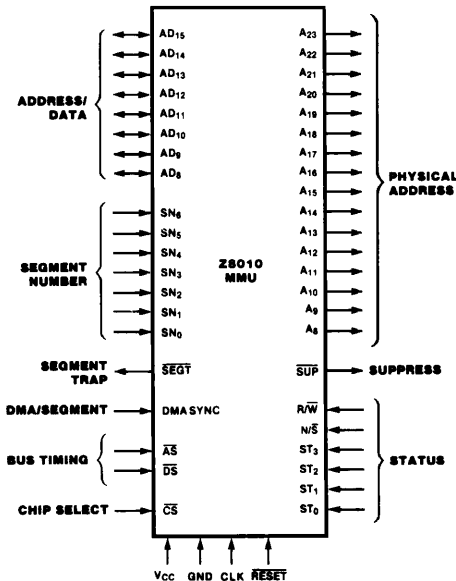 AD15
AD14
AD13
AD12
AD11
AD10
AD9
AD8
ADDRESS/
DATA
SN6
SN5
SN4
SN3
SN2
SN1
SN0
SEGMENT
NUMBER
SEGMENT
TRAP
SEGT
DMA/SEGMENT
DMASYNC
BUS TIMING
AS
DS
CHIP SELECT
CS
Z8010
MMU
A23
A22
A21
A20
A19
A18
A17
A16
A15
A14
A13
A12
A11
A10
A9
A8
PHYSICAL
ADDRESS
SUP
SUPPRESS
R/W
N/S
ST3
ST2
ST1
ST0
STATUS
VCC GND CLK RESET